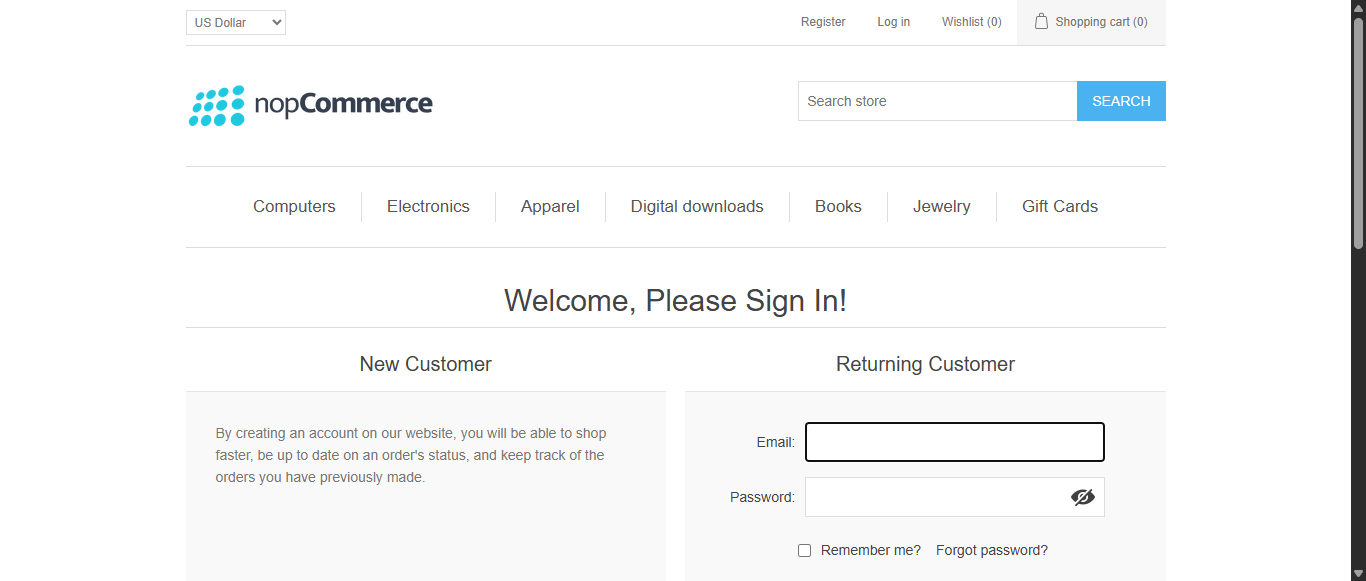 US Dollar
Register Log in Wishlist (0) Shopping cart (0)
nopCommerce
Search store SEARCH
Computers Electronics Apparel Digital downloads Books Jewelry Gift Cards
Welcome, Please Sign In!
New Customer
By creating an account on our website, you will be able to shop
faster, be up to date on an order's status, and keep track of the
orders you have previously made.
Returning Customer
Email:
Password:
Remember me? Forgot password?